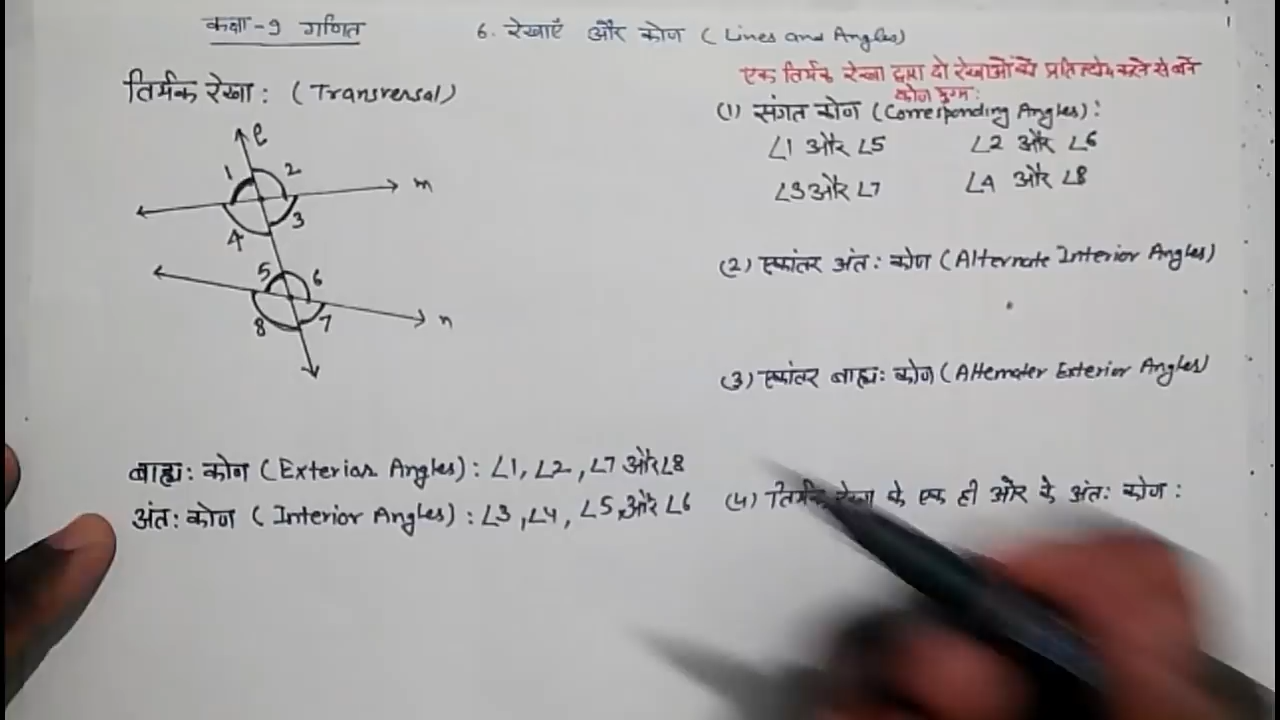 कक्षा-9 गणित
6. रेखाएँ और कोण (Lines and Angles)
तिर्यक रेखा: (Transversal)
l
1
2
m
3
4
5
6
n
7
8
बाह्य: कोण (Exterior Angles): ∠1, ∠2, ∠7 और ∠8
अंत: कोण (Interior Angles): ∠3, ∠4, ∠5, और ∠6
एक तिर्यक रेखा द्वारा दो रेखाओं को प्रतिच्छेद करने से बने
कोण युग्म:
(1) संगत कोण (Corresponding Angles):
∠1 और ∠5 ∠2 और ∠6
∠3 और ∠7 ∠4 और ∠8
(2) एकांतर अंत: कोण (Alternate Interior Angles)
(3) एकांतर बाह्य: कोण (Alternater Exterior Angles)
(4) तिर्यक रेखा के एक ही ओर के अंत: कोण: